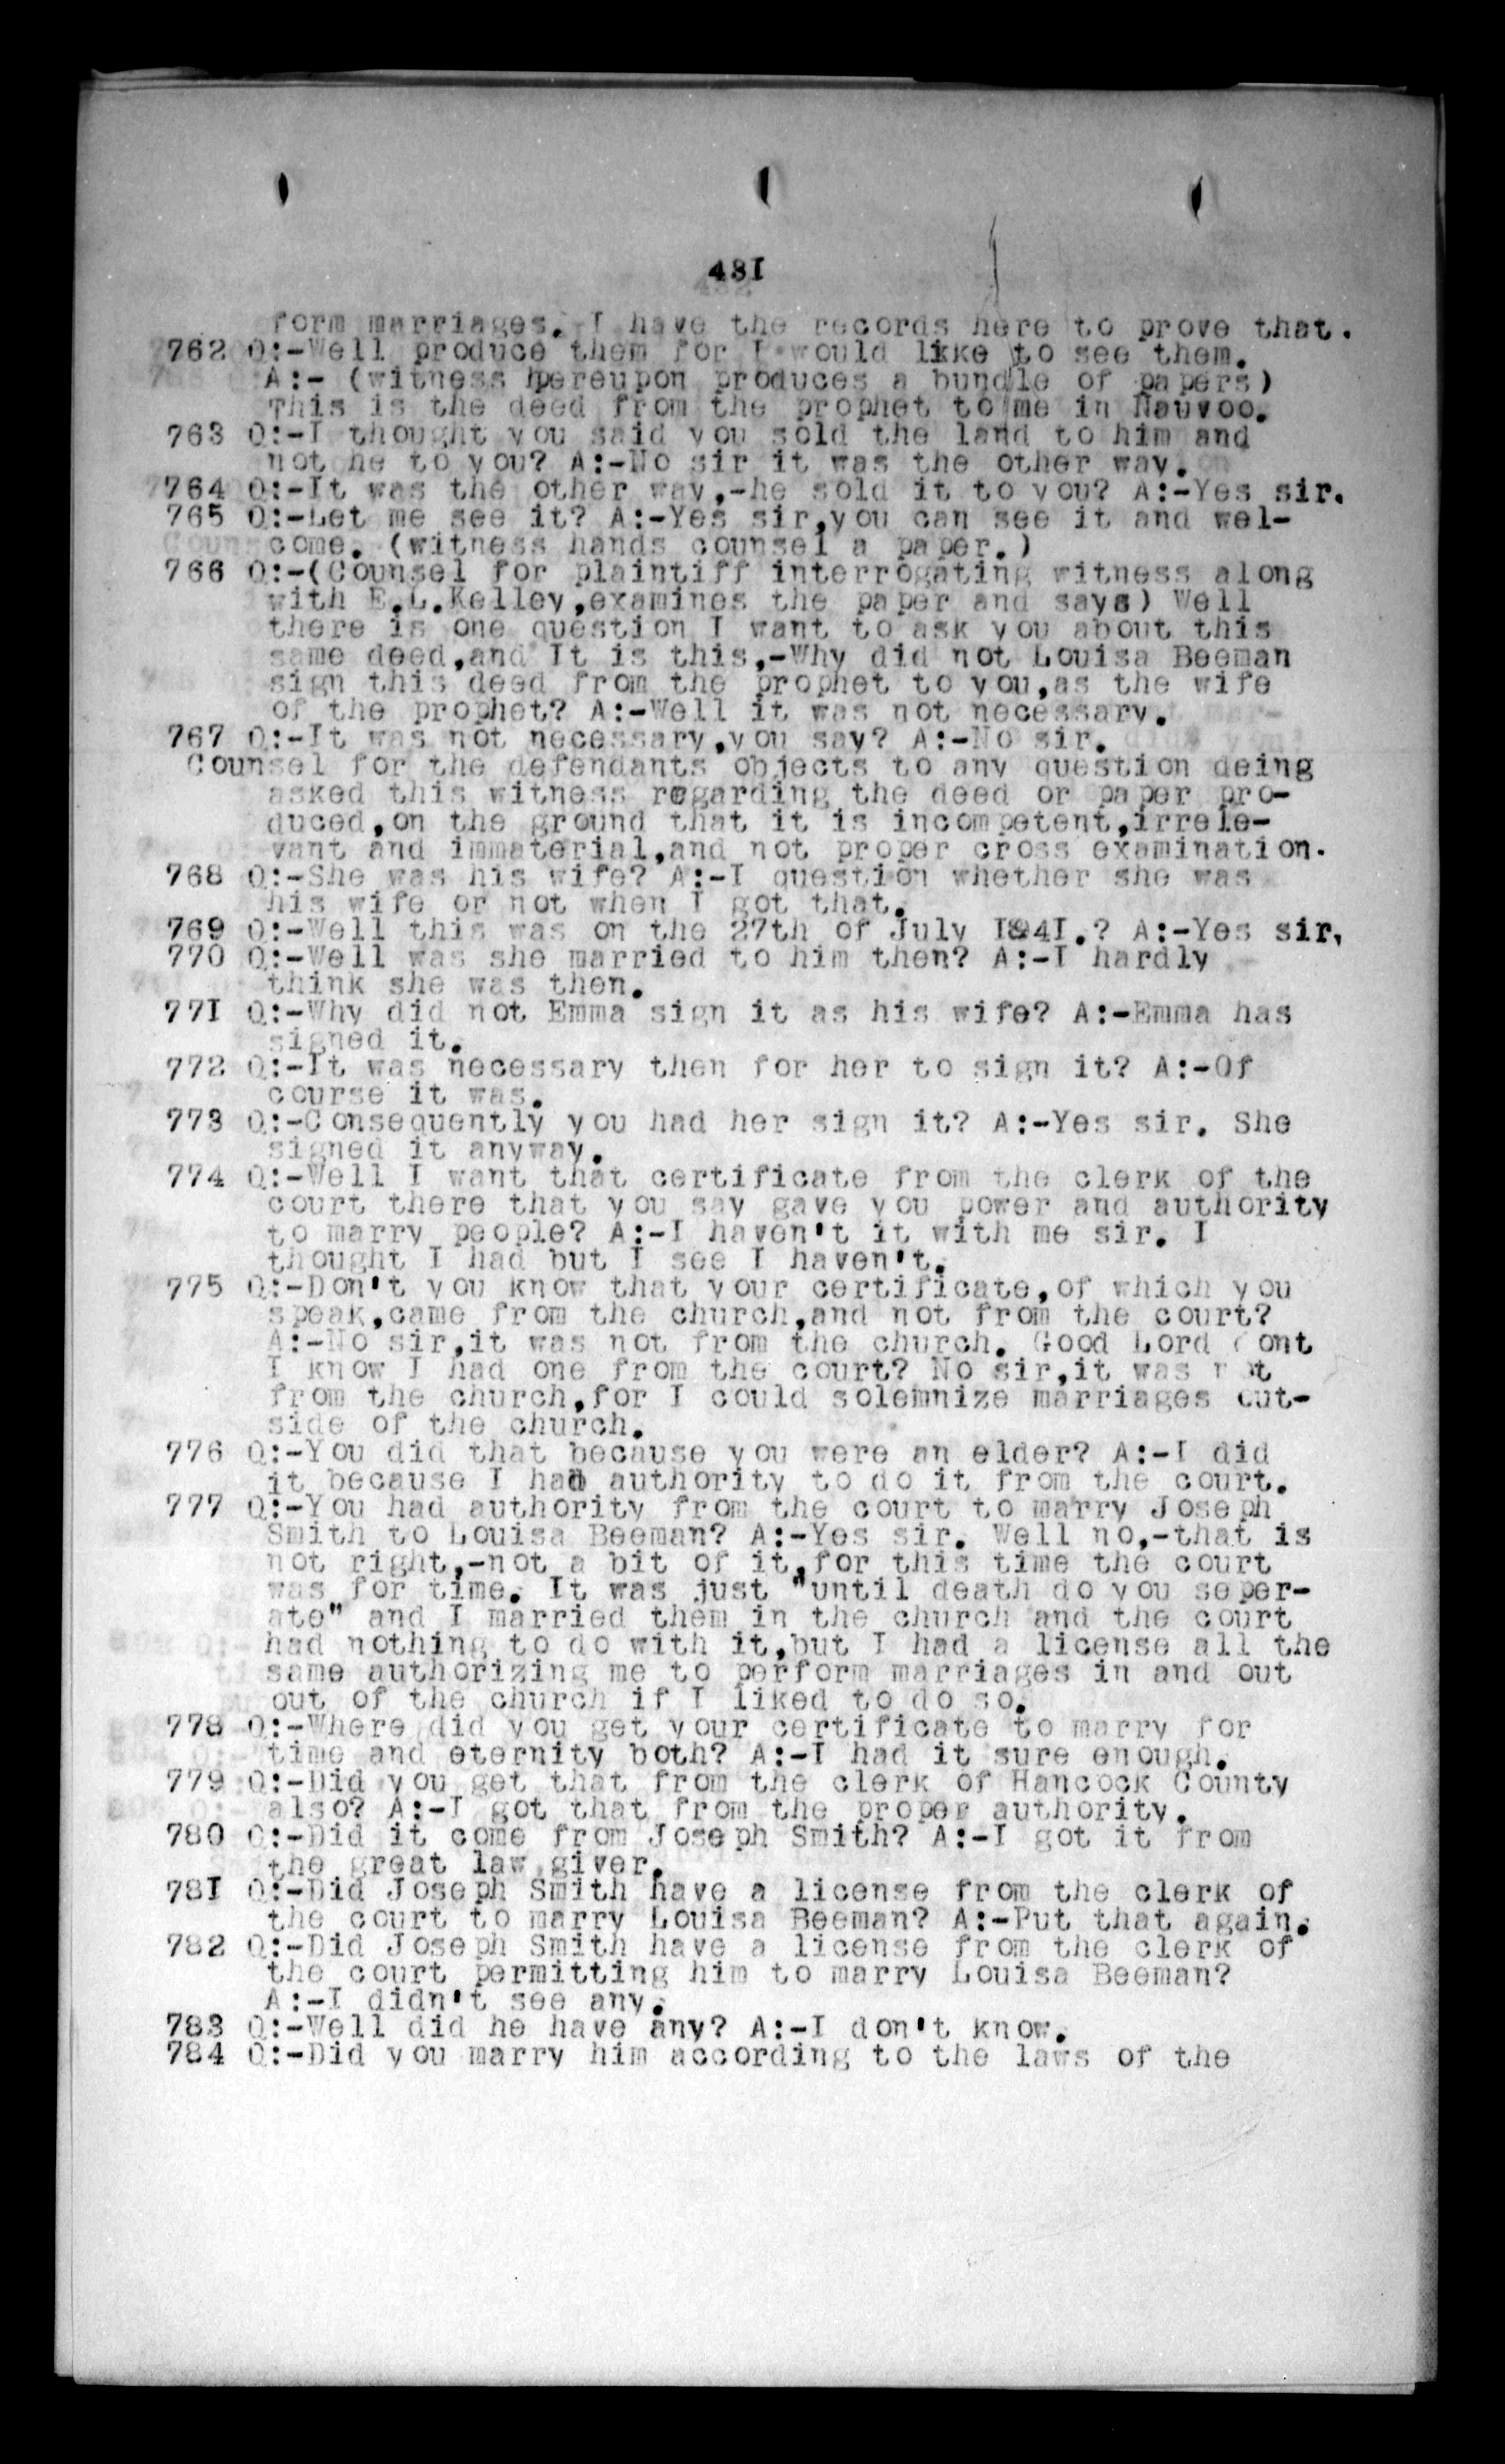 481
form marriages. I have the records here to prove that.
762 Q:-Well produce them for I would likke to see them.
A:- (witness hereupon produces a bundle of papers)
This is the deed from the prophet to me in Nauvoo.
763 Q:-I thought you said you sold the land to him and
not he to you? A:-No sir it was the other way.
764 Q:-It was the other way,-he sold it to you? A:-Yes sir.
765 Q:-Let me see it? A:-Yes sir,you can see it and wel-
come. (witness hands counsel a paper.)
766 Q:-(Counsel for plaintiff interrogating witness along
with E.L.Kelley,examines the paper and says) Well
there is one question I want to ask you about this
same deed,and It is this,-Why did not Louisa Beeman
sign this deed from the prophet to you,as the wife
of the prophet? A:-Well it was not necessary.
767 Q:-It was not necessary,you say? A:-No sir.
Counsel for the defendants objects to any question deing
asked this witness regarding the deed or paper pro-
duced,on the ground that it is incompetent,irrele-
vant and immaterial,and not proper cross examination.
768 Q:-She was his wife? A:-I question whether she was
his wife or not when I got that.
769 Q:-Well this was on the 27th of July I841.? A:-Yes sir,
770 Q:-Well was she married to him then? A:-I hardly
think she was then.
771 Q:-Why did not Emma sign it as his wife? A:-Emma has
signed it.
772 Q:-It was necessary then for her to sign it? A:-Of
course it was.
773 Q:-Consequently you had her sign it? A:-Yes sir. She
signed it anyway.
774 Q:-Well I want that certificate from the clerk of the
court there that you say gave you power and authority
to marry people? A:-I haven't it with me sir. I
thought I had but I see I haven't.
775 Q:-Don't you know that your certificate,of which you
speak,came from the church,and not from the court?
A:-No sir,it was not from the church. Good Lord dont
I know I had one from the court? No sir,it was not
from the church,for I could solemnize marriages out-
side of the church.
776 Q:-You did that because you were an elder? A:-I did
it because I had authority to do it from the court.
777 Q:-You had authority from the court to marry Joseph
Smith to Louisa Beeman? A:-Yes sir. Well no,-that is
not right,-not a bit of it,for this time the court
was for time. It was just "until death do you seper-
ate" and I married them in the church and the court
had nothing to do with it,but I had a license all the
same authorizing me to perform marriages in and out
out of the church if I liked to do so.
778 Q:-Where did you get your certificate to marry for
time and eternity both? A:-I had it sure enough.
779 Q:-Did you get that from the clerk of Hancock County
also? A:-I got that from the proper authority.
780 Q:-Did it come from Joseph Smith? A:-I got it from
the great law giver.
781 Q:-Did Joseph Smith have a license from the clerk of
the court to marry Louisa Beeman? A:-Put that again.
782 Q:-Did Joseph Smith have a license from the clerk of
the court permitting him to marry Louisa Beeman?
A:-I didn't see any.
783 Q:-Well did he have any? A:-I don't know.
784 Q:-Did you marry him according to the laws of the